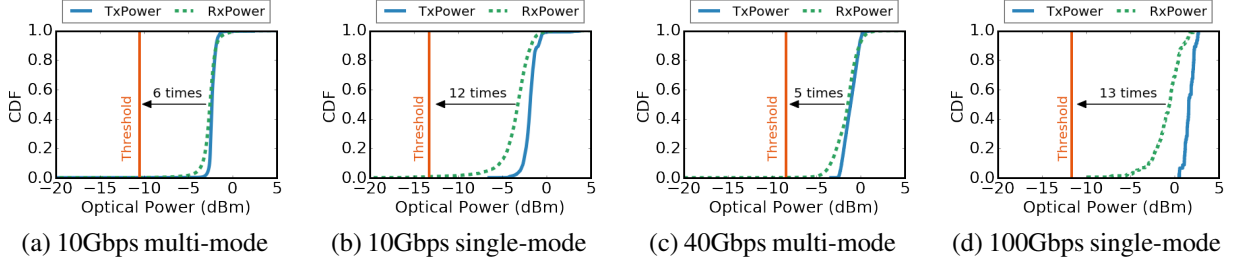 TxPower RxPower
1.0
0.8
0.6
0.4
0.2
0.0
CDF
6 times
Threshold
−20 −15 −10 −5 0 5
Optical Power (dBm)
(a) 10Gbps multi-mode
TxPower RxPower
1.0
0.8
0.6
0.4
0.2
0.0
CDF
12 times
Threshold
−20 −15 −10 −5 0 5
Optical Power (dBm)
(b) 10Gbps single-mode
TxPower RxPower
1.0
0.8
0.6
0.4
0.2
0.0
CDF
5 times
Threshold
−20 −15 −10 −5 0 5
Optical Power (dBm)
(c) 40Gbps multi-mode
TxPower RxPower
1.0
0.8
0.6
0.4
0.2
0.0
CDF
13 times
Threshold
−20 −15 −10 −5 0 5
Optical Power (dBm)
(d) 100Gbps single-mode